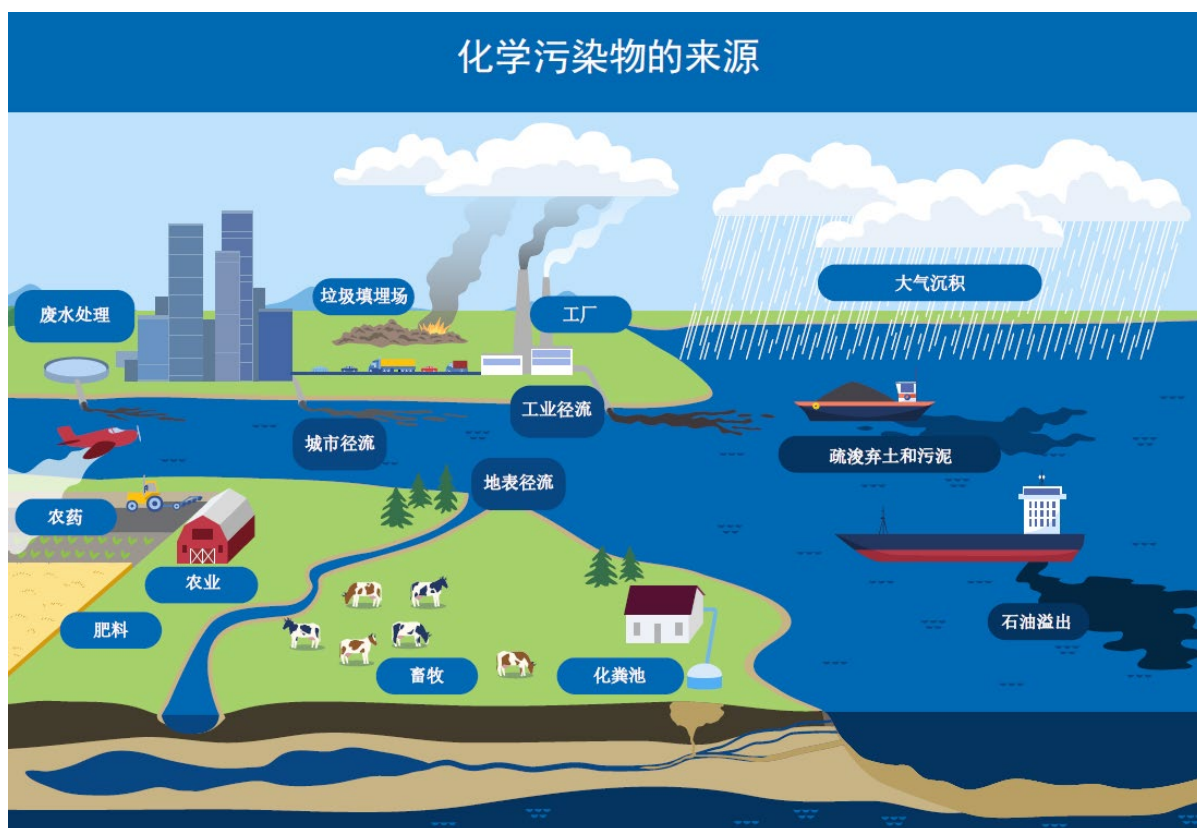 化学污染物的来源
大气沉积
垃圾填埋场
废水处理
工厂
工业径流
城市径流
疏浚弃土和污泥
地表径流
农药
农业
石油溢出
肥料
畜牧
化粪池